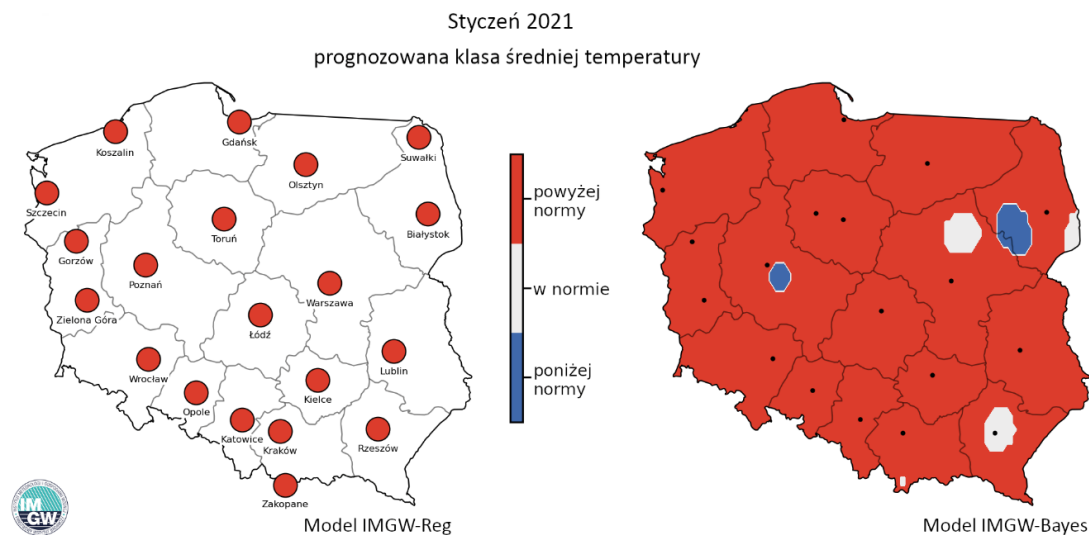 Styczeń 2021
prognozowana klasa średniej temperatury
Koszalin
Gdańsk
Suwałki
Olsztyn
Szczecin
Toruń
Białystok
Gorzów
Poznań
Warszawa
Zielona Góra
Łódź
Wrocław
Lublin
Opole
Kielce
Katowice
Kraków
Rzeszów
Zakopane
powyżej
normy
w normie
poniżej
normy
IM
GW
Model IMGW-Reg
Model IMGW-Bayes